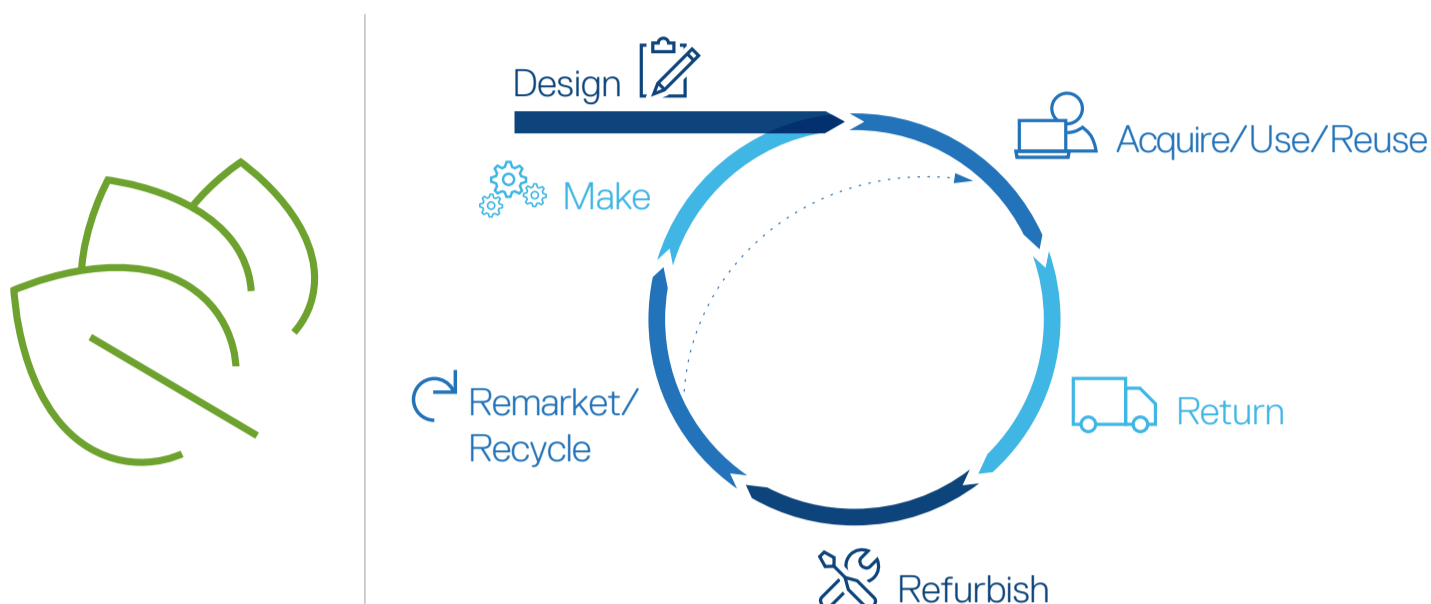 Design
Acquire/Use/Reuse
Make
Remarket/
Recycle
Return
Refurbish